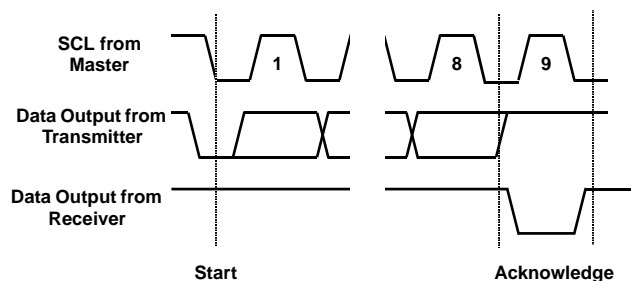 SCL from
Master
1
8
9
Data Output from
Transmitter
Data Output from
Receiver
Start
Acknowledge